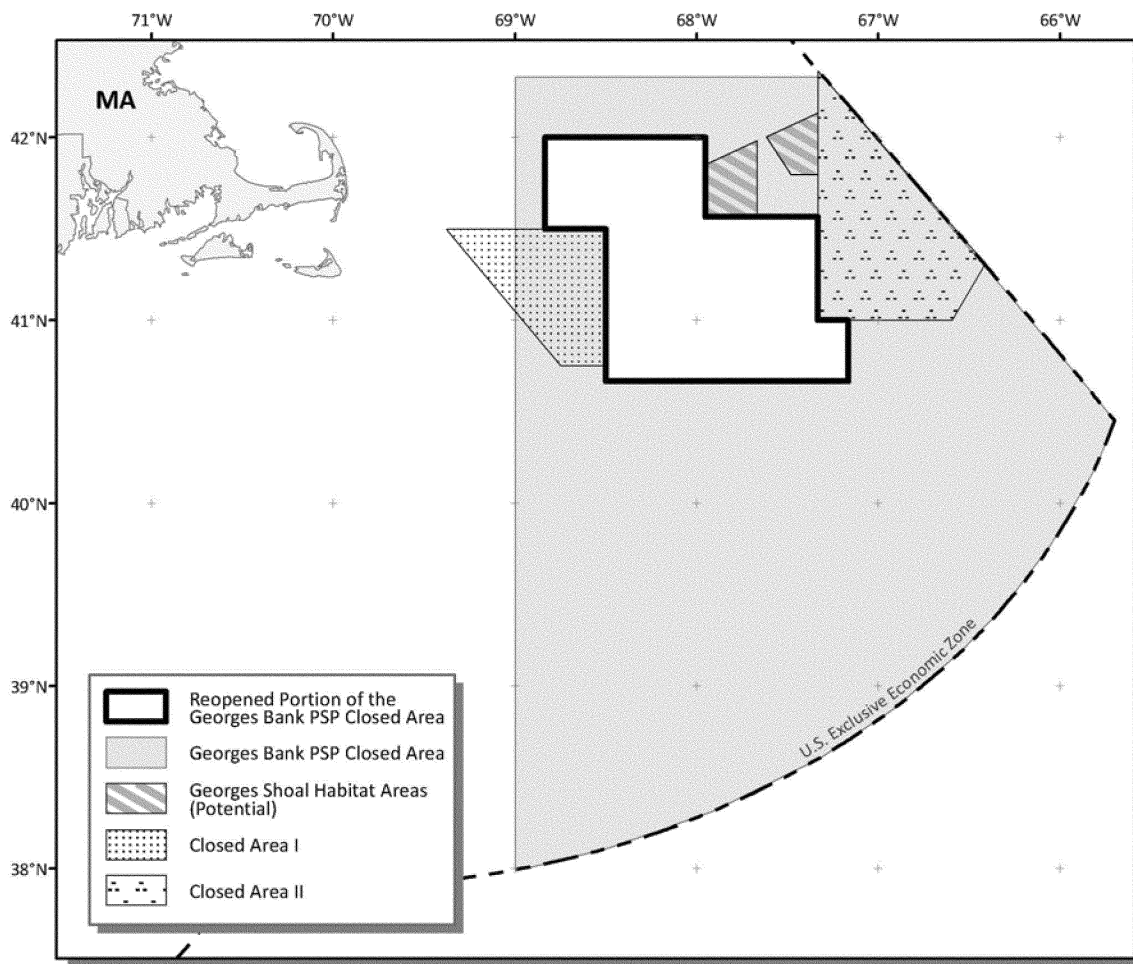 71°W 70°W 69°W 68°W 67°W 66°W
MA
42°N
41°N
40°N
39°N
38°N
U.S. Exclusive Economic Zone
Reopened Portion of the
Georges Bank PSP Closed Area
Georges Bank PSP Closed Area
Georges Shoal Habitat Areas
(Potential)
Closed Area I
Closed Area II